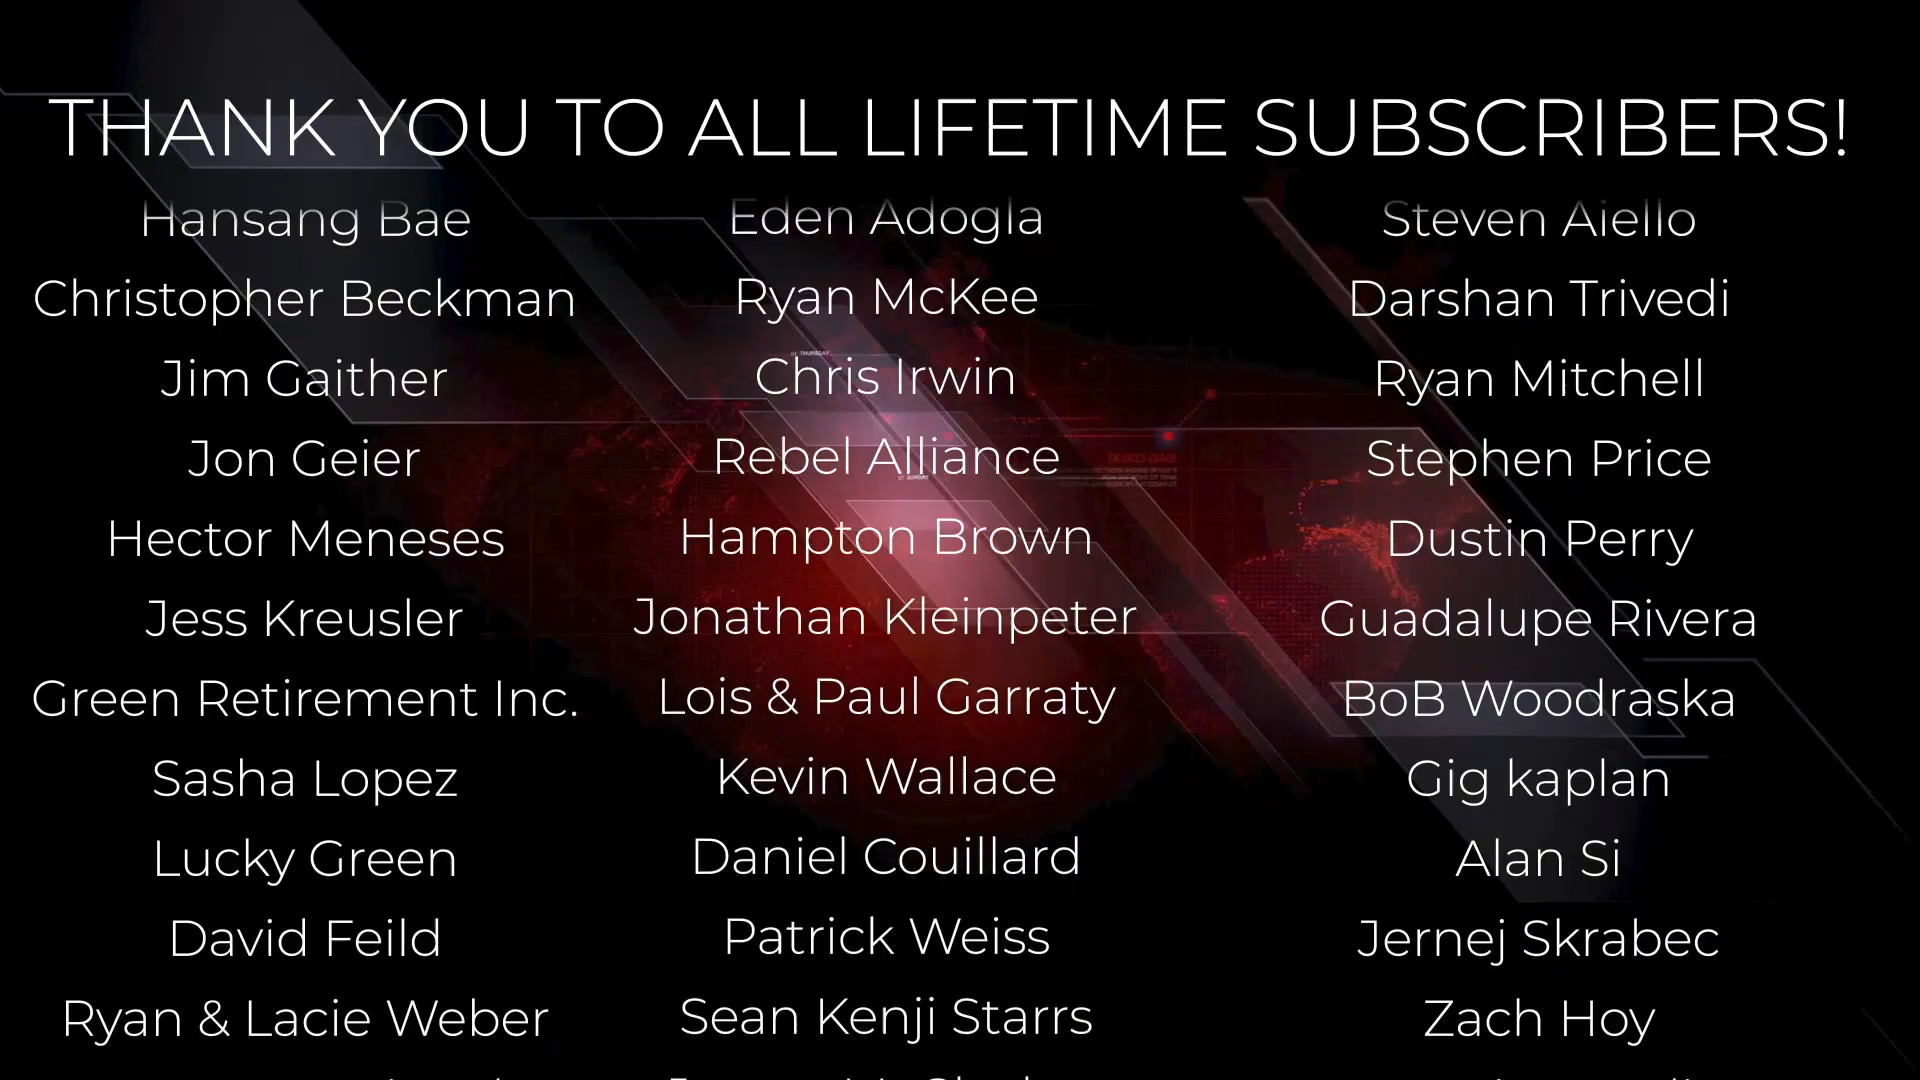 THANK YOU TO ALL LIFETIME SUBSCRIBERS!
Hansang Bae
Christopher Beckman
Jim Gaither
Jon Geier
Hector Meneses
Jess Kreusler
Green Retirement Inc.
Sasha Lopez
Lucky Green
David Feild
Ryan & Lacie Weber
Eden Adogla
Ryan McKee
Chris Irwin
Rebel Alliance
Hampton Brown
Jonathan Kleinpeter
Lois & Paul Garraty
Kevin Wallace
Daniel Couillard
Patrick Weiss
Sean Kenji Starrs
Steven Aiello
Darshan Trivedi
Ryan Mitchell
Stephen Price
Dustin Perry
Guadalupe Rivera
BoB Woodraska
Gig kaplan
Alan Si
Jernej Skrabec
Zach Hoy
THURSDAY
SUNDAY